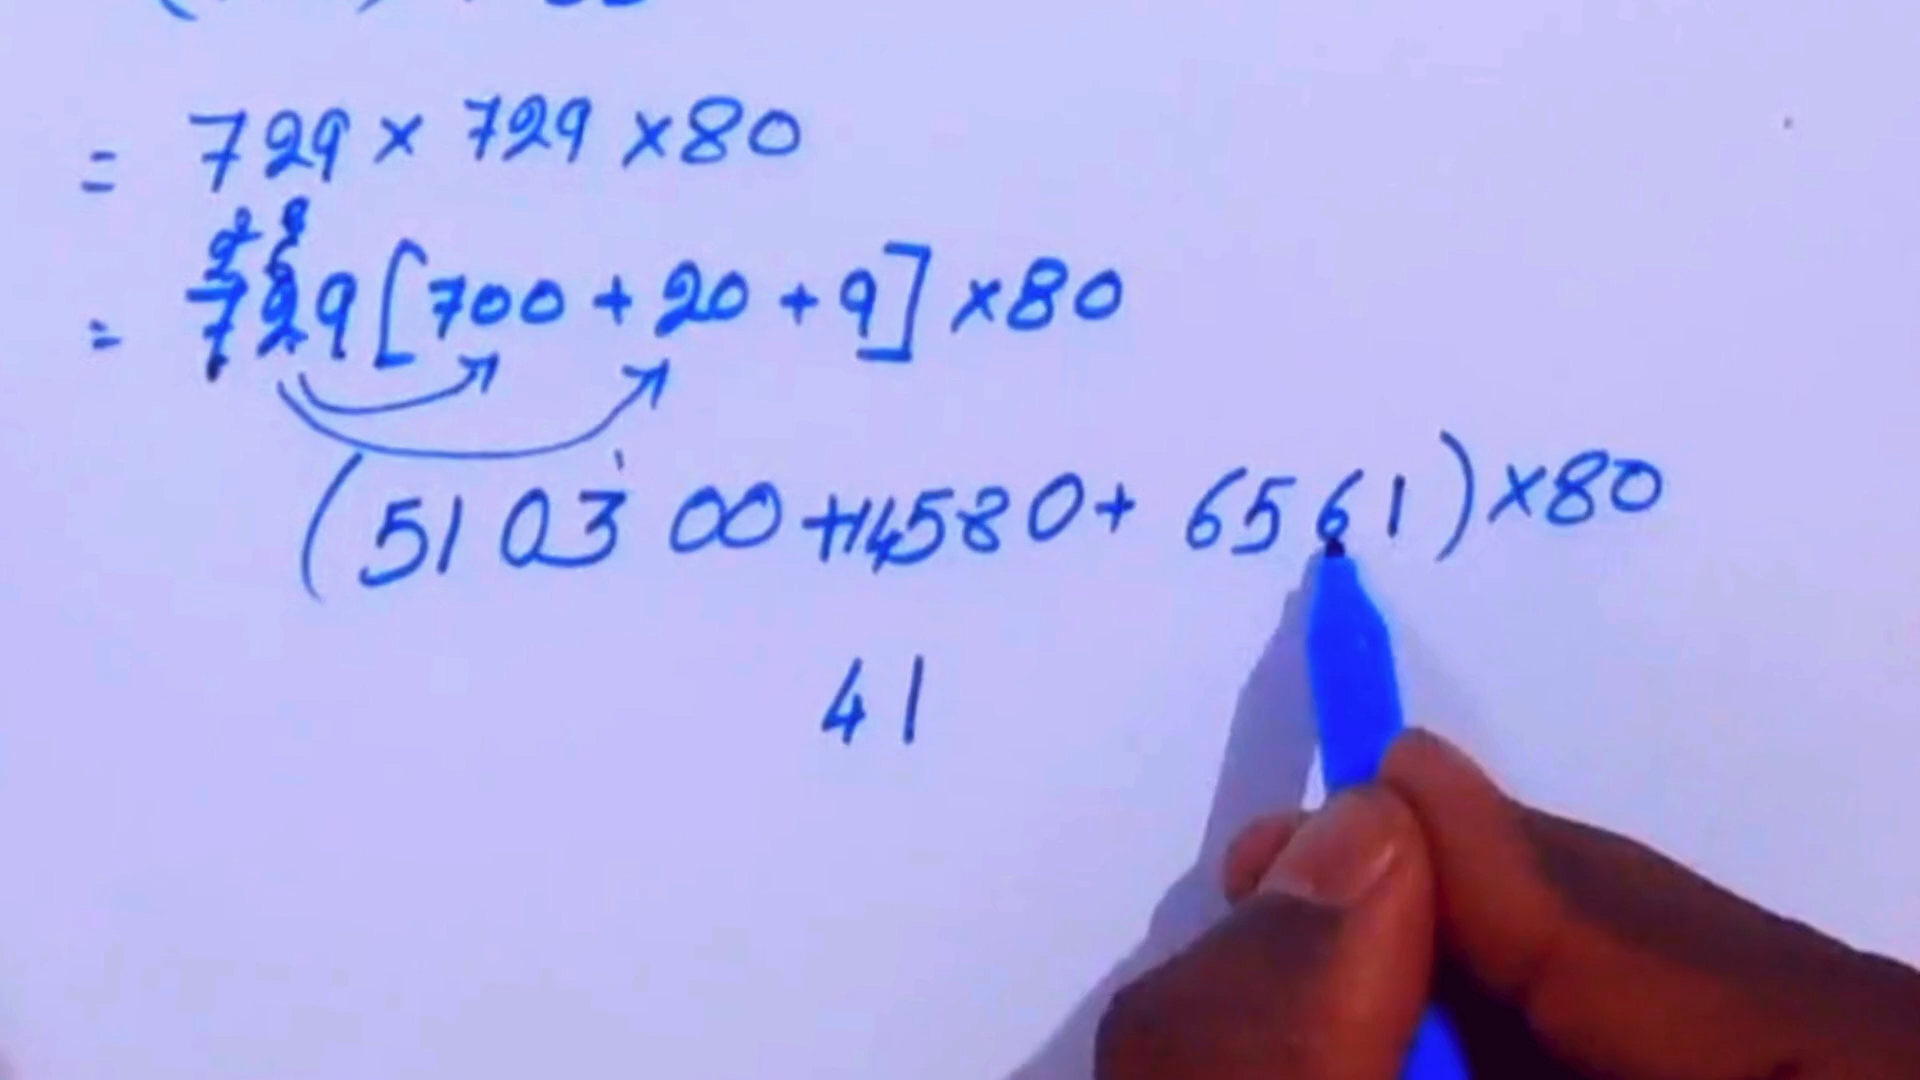 = 729 × 729 × 80
= 729 [700 + 20 + 9] × 80
(510300 + 14580 + 6561) × 80
41